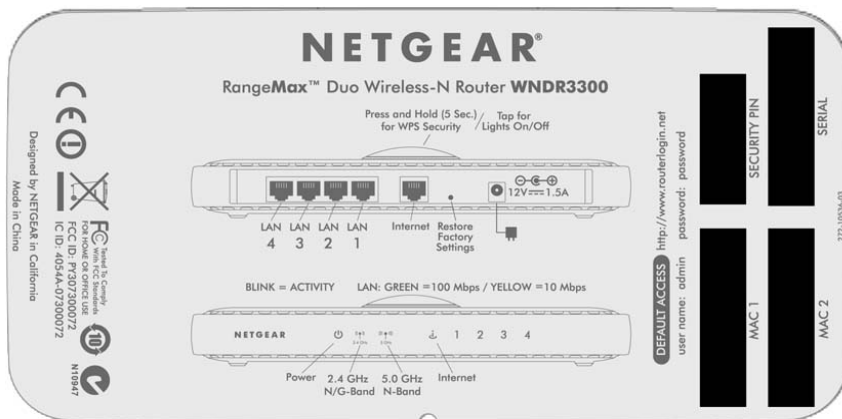 NETGEAR®
RangeMax™ Duo Wireless-N Router WNDR3300
Press and Hold (5 Sec.) / Tap for
for WPS Security Lights On/Off
12V 1.5A
LAN LAN LAN LAN Internet Restore
4 3 2 1 Factory
Settings
BLINK = ACTIVITY LAN: GREEN =100 Mbps / YELLOW =10 Mbps
NETGEAR 1 2 3 4
Power 2.4 GHz 5.0 GHz Internet
N/G-Band N-Band
CE
Designed by NETGEAR in California
Made in China
FC Tested To Comply
With FCC Standards
FOR HOME OR OFFICE USE
FCC ID: PY307300072
IC ID: 4054A-07300072
10
N10947
DEFAULT ACCESS http://www.routerlogin.net
user name: admin password: password
SECURITY PIN
SERIAL
MAC 1
MAC 2